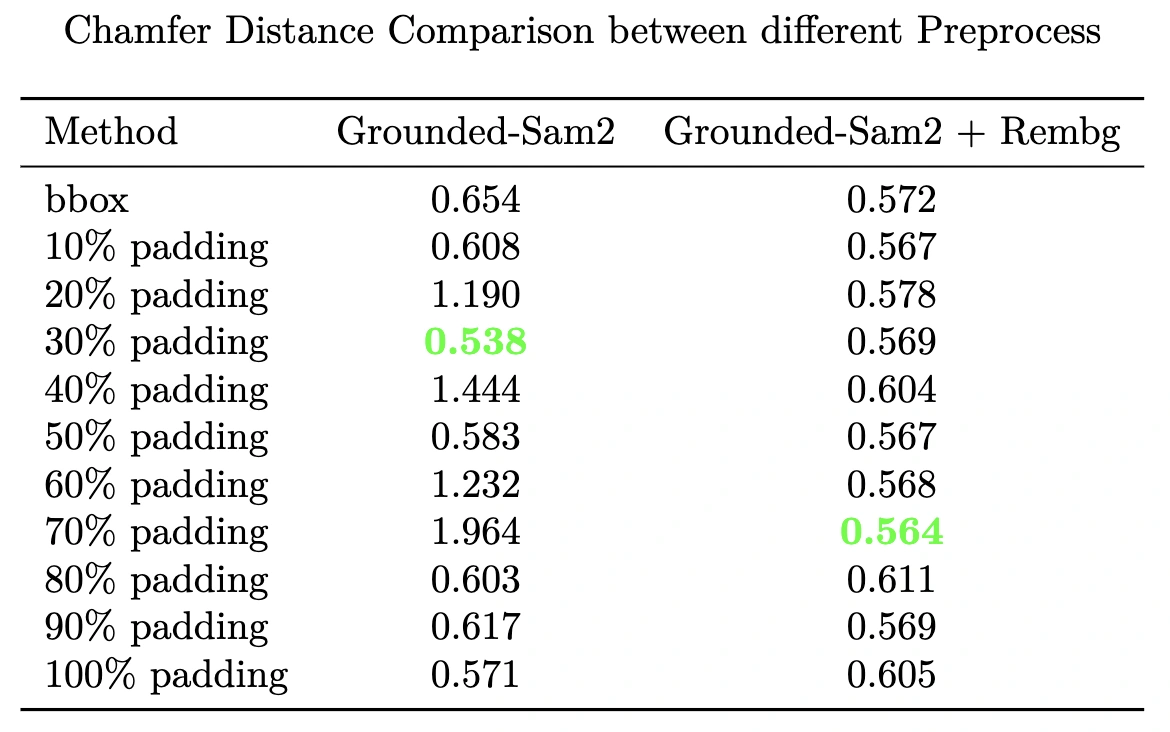 Chamfer Distance Comparison between different Preprocess
Method Grounded-Sam2 Grounded-Sam2 + Rembg
bbox 0.654 0.572
10% padding 0.608 0.567
20% padding 1.190 0.578
30% padding 0.538 0.569
40% padding 1.444 0.604
50% padding 0.583 0.567
60% padding 1.232 0.568
70% padding 1.964 0.564
80% padding 0.603 0.611
90% padding 0.617 0.569
100% padding 0.571 0.605